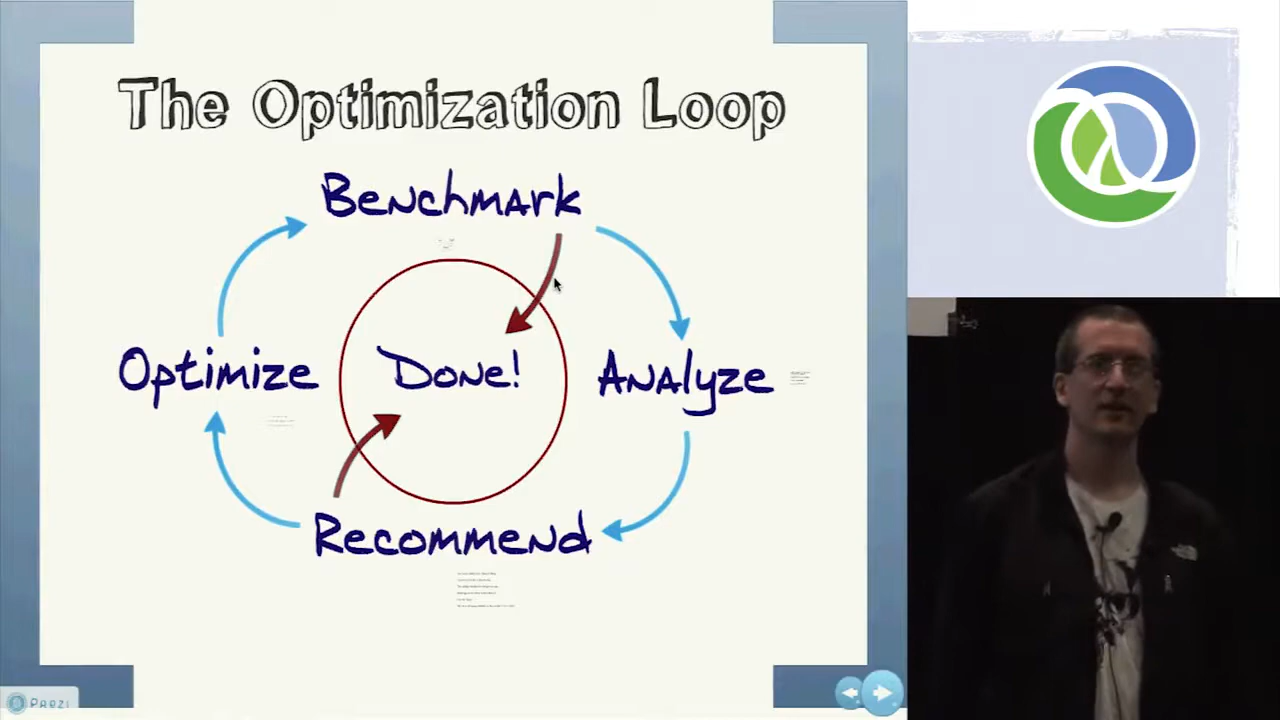 The Optimization Loop
Benchmark
Optimize
Done!
Analyze
Recommend
Prezi